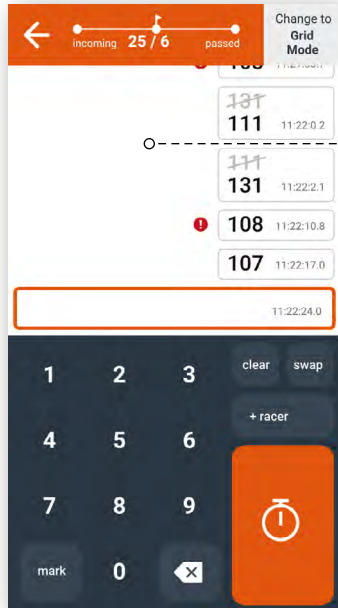 Change to
Grid
Mode
incoming 25 / 6 passed
131
111 11:22:0.2
111
131 11:22:2.1
108 11:22:10.8
107 11:22:17.0
11:22:24.0
1 2 3 clear swap
4 5 6 + racer
7 8 9
mark 0